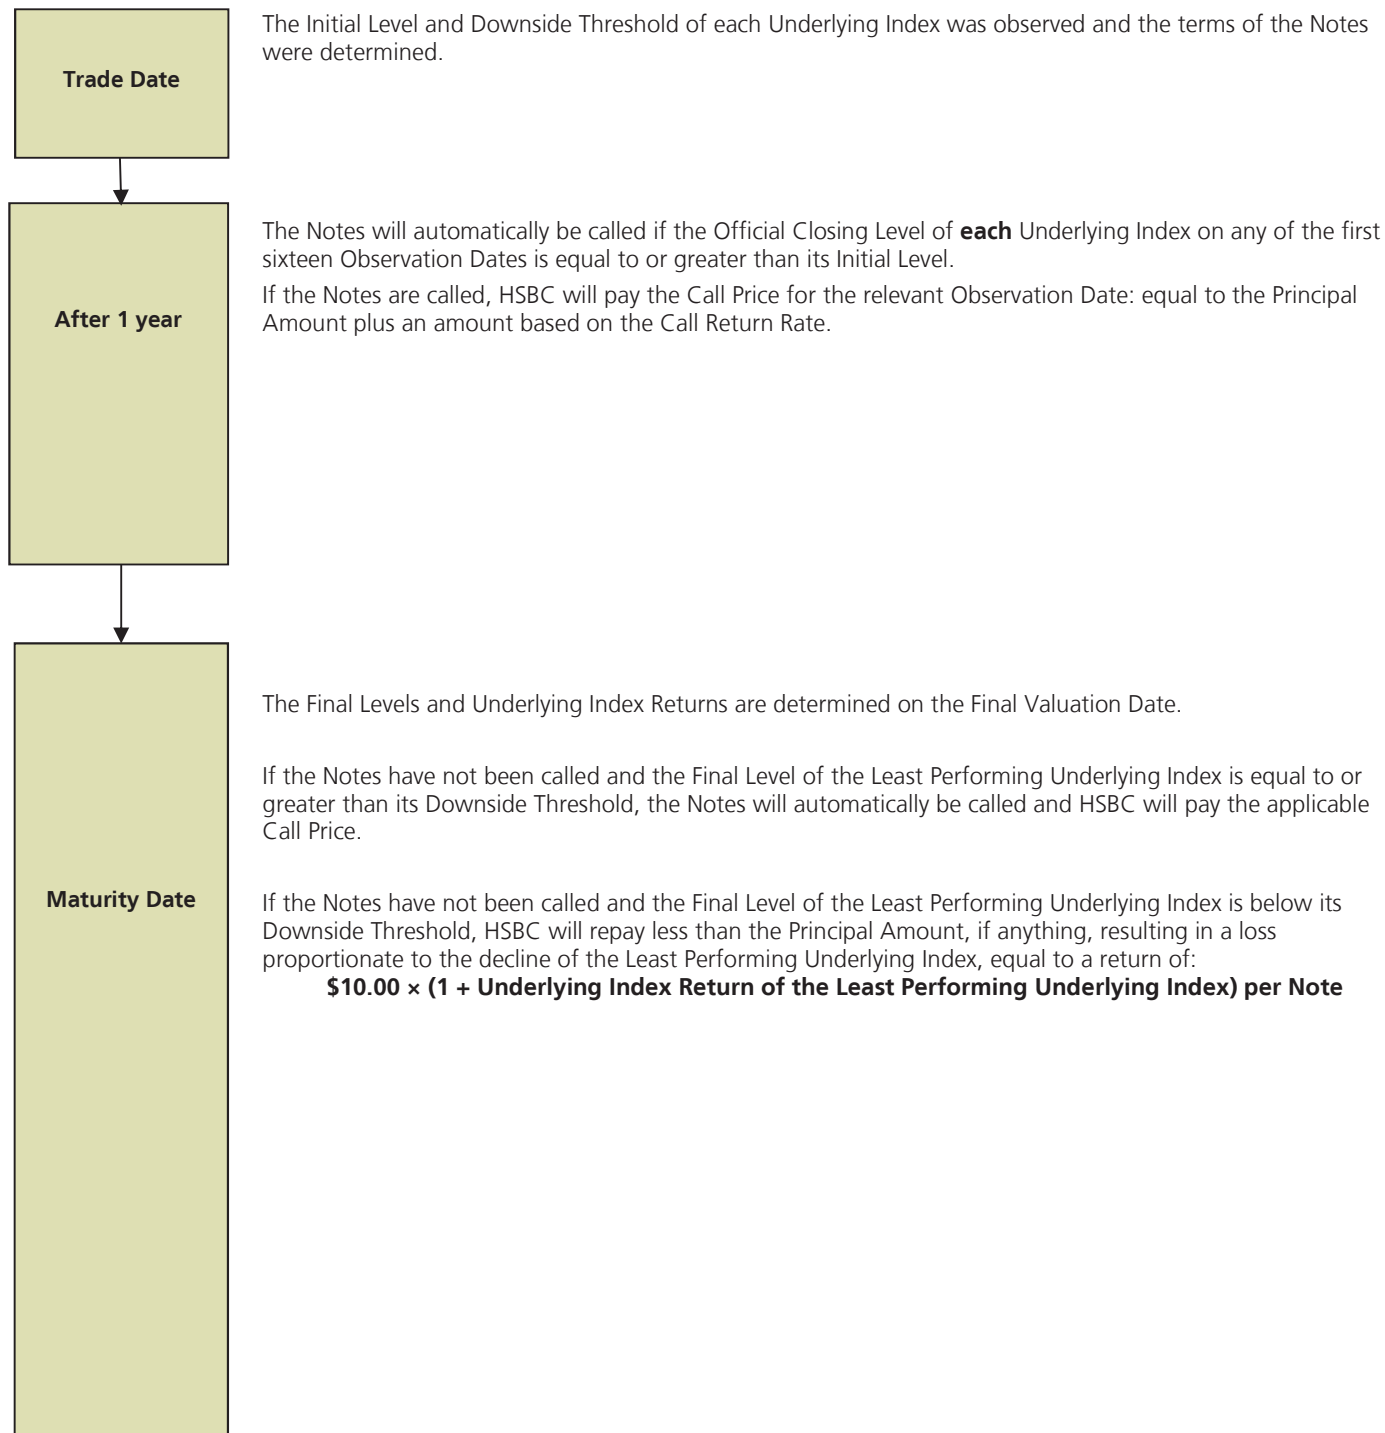 Trade Date
The Initial Level and Downside Threshold of each Underlying Index was observed and the terms of the Notes
were determined.
After 1 year
The Notes will automatically be called if the Official Closing Level of each Underlying Index on any of the first
sixteen Observation Dates is equal to or greater than its Initial Level.
If the Notes are called, HSBC will pay the Call Price for the relevant Observation Date: equal to the Principal
Amount plus an amount based on the Call Return Rate.
Maturity Date
The Final Levels and Underlying Index Returns are determined on the Final Valuation Date.
If the Notes have not been called and the Final Level of the Least Performing Underlying Index is equal to or
greater than its Downside Threshold, the Notes will automatically be called and HSBC will pay the applicable
Call Price.
If the Notes have not been called and the Final Level of the Least Performing Underlying Index is below its
Downside Threshold, HSBC will repay less than the Principal Amount, if anything, resulting in a loss
proportionate to the decline of the Least Performing Underlying Index, equal to a return of:
$10.00 × (1 + Underlying Index Return of the Least Performing Underlying Index) per Note